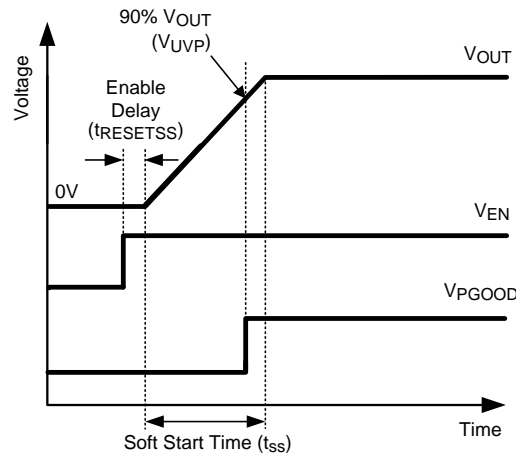 90% VOUT
(VUVP)
VOUT
Voltage
Enable
Delay
(tRESETSS)
0V
VEN
VPGOOD
Time
Soft Start Time (tss)